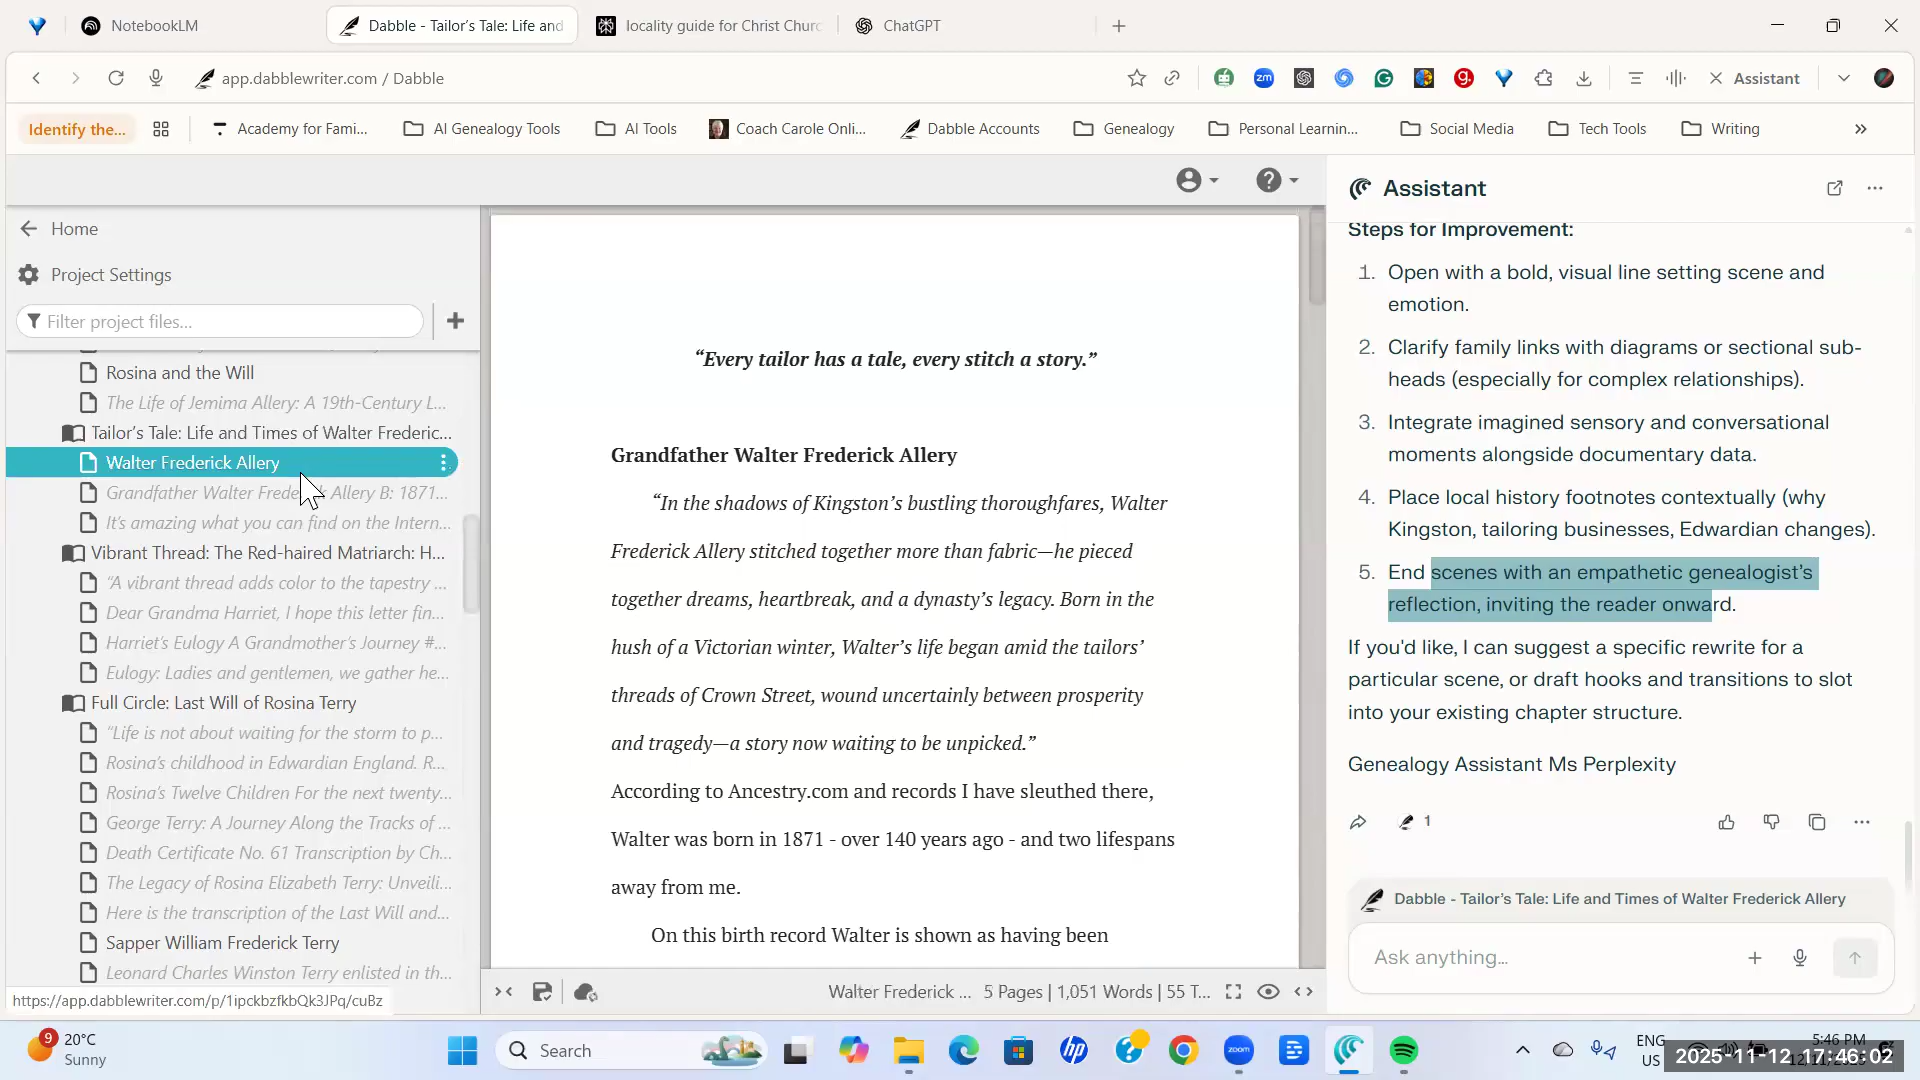 NotebookLM
Dabble - Tailor's Tale: Life and
locality guide for Christ Churc
ChatGPT
app.dabblewriter.com / Dabble
zm
g.
Assistant
Identify the...
Academy for Fami...
AI Genealogy Tools
AI Tools
Coach Carole Onli...
Dabble Accounts
Genealogy
Personal Learnin...
Social Media
Tech Tools
Writing
Home
Project Settings
Filter project files...
Rosina and the Will
The Life of Jemima Allery: A 19th-Century L...
Tailor's Tale: Life and Times of Walter Frederic...
Walter Frederick Allery
Grandfather Walter Frede Allery B: 1871...
It's amazing what you can find on the Intern...
Vibrant Thread: The Red-haired Matriarch: H...
"A vibrant thread adds color to the tapestry ...
Dear Grandma Harriet, I hope this letter fin...
Harriet's Eulogy A Grandmother's Journey #...
Eulogy: Ladies and gentlemen, we gather he...
Full Circle: Last Will of Rosina Terry
"Life is not about waiting for the storm to p...
Rosina's childhood in Edwardian England. R...
Rosina's Twelve Children For the next twenty...
George Terry: A Journey Along the Tracks of ...
Death Certificate No. 61 Transcription by Ch...
The Legacy of Rosina Elizabeth Terry: Unveili...
Here is the transcription of the Last Will and...
Sapper William Frederick Terry
Leonard Charles Winston Terry enlisted in th...
https://app.dabblewriter.com/p/1ipckbzfkbQk3JPq/cuBz
"Every tailor has a tale, every stitch a story."
Grandfather Walter Frederick Allery
"In the shadows of Kingston's bustling thoroughfares, Walter
Frederick Allery stitched together more than fabric—he pieced
together dreams, heartbreak, and a dynasty's legacy. Born in the
hush of a Victorian winter, Walter's life began amid the tailors'
threads of Crown Street, wound uncertainly between prosperity
and tragedy—a story now waiting to be unpicked."
According to Ancestry.com and records I have sleuthed there,
Walter was born in 1871 - over 140 years ago - and two lifespans
away from me.
On this birth record Walter is shown as having been
Walter Frederick ...
5 Pages | 1,051 Words | 55 T...
Assistant
Steps for Improvement:
1. Open with a bold, visual line setting scene and
emotion.
2. Clarify family links with diagrams or sectional sub-
heads (especially for complex relationships).
3. Integrate imagined sensory and conversational
moments alongside documentary data.
4. Place local history footnotes contextually (why
Kingston, tailoring businesses, Edwardian changes).
5. End scenes with an empathetic genealogist's
reflection, inviting the reader onward.
If you'd like, I can suggest a specific rewrite for a
particular scene, or draft hooks and transitions to slot
into your existing chapter structure.
Genealogy Assistant Ms Perplexity
1
Dabble - Tailor's Tale: Life and Times of Walter Frederick Allery
Ask anything...
9
20°C
Sunny
Search
hp
zoom
ENG
US
5:46 PM
2025-11-12 17:46:02